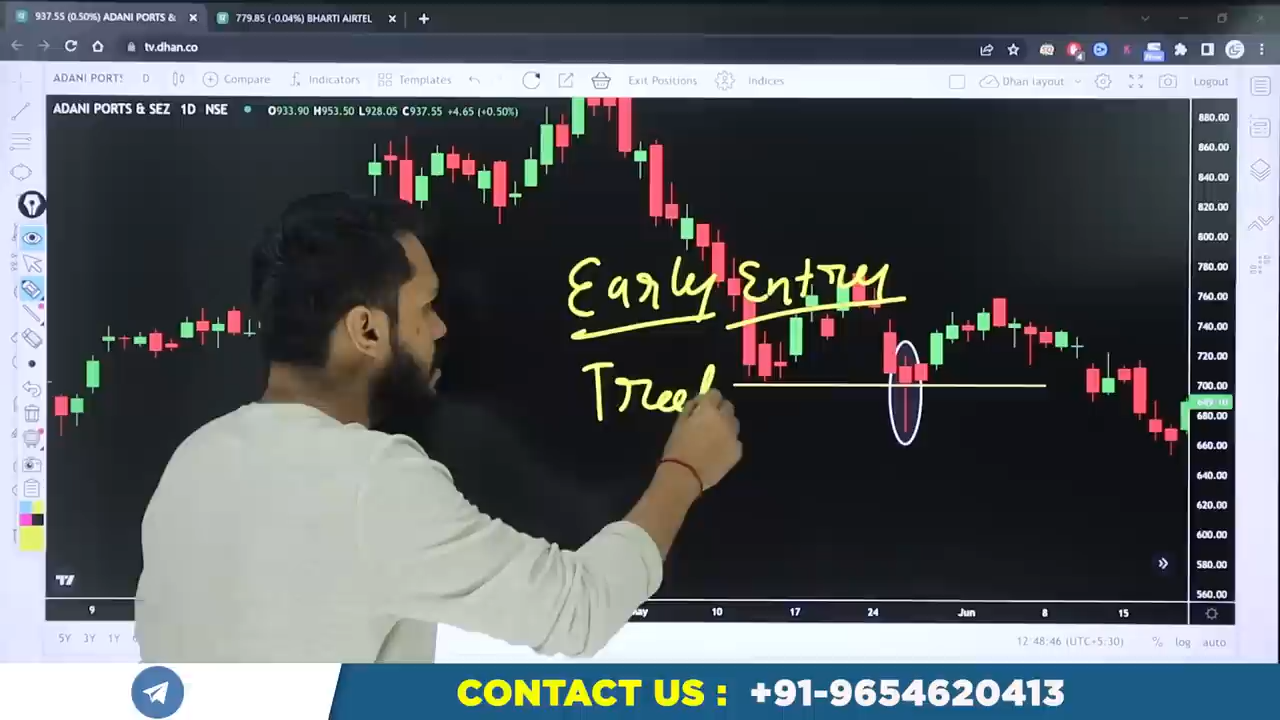 937.55 (0.50%) ADANI PORTS &
779.85 (-0.04%) BHARTI AIRTEL
tv.dhan.co
ADANI PORTS D Compare Indicators Templates Exit Positions Indices Dhan layout Logout
ADANI PORTS & SEZ 1D NSE O933.90 H953.50 L928.05 C937.55 +4.65 (+0.50%)
880.00
860.00
840.00
820.00
800.00
780.00
760.00
740.00
720.00
700.00
680.00
660.00
640.00
620.00
600.00
580.00
560.00
Early Entry
9 10 17 24 Jun 8 15
5Y 3Y 1Y 12:48:46 (UTC+5:30) % log auto
CONTACT US : +91-9654620413